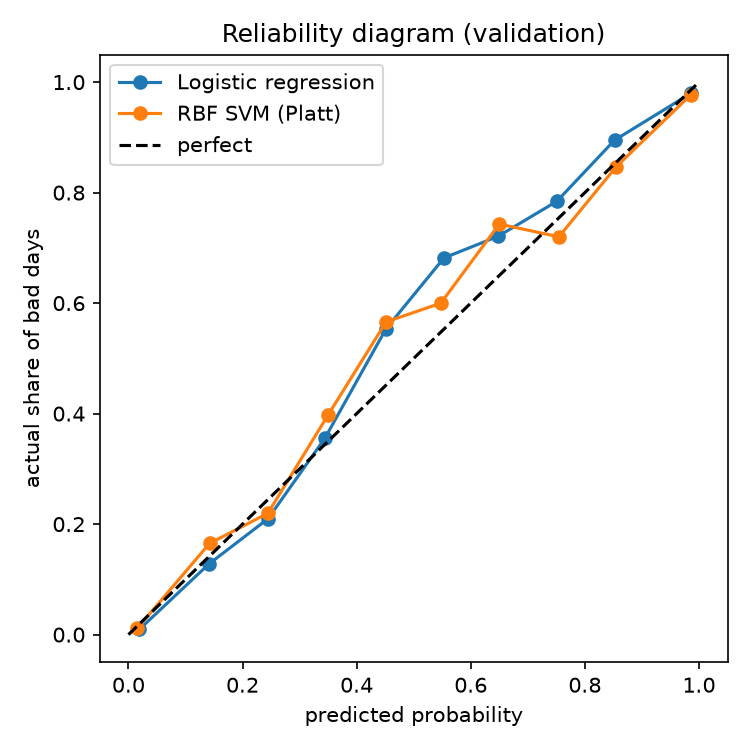 Reliability diagram (validation)
Logistic regression
RBF SVM (Platt)
perfect
actual share of bad days
1.0
0.8
0.6
0.4
0.2
0.0
0.0 0.2 0.4 0.6 0.8 1.0
predicted probability